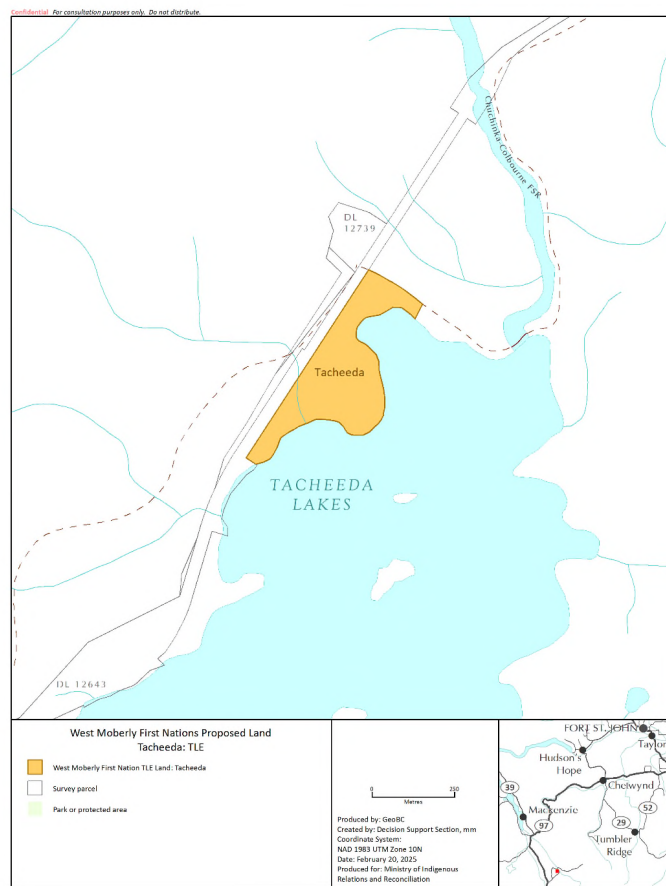 Confidential For consultation purposes only. Do not distribute.
Chuchinka-Colbourne FSR
DL
12739
Tacheeda
TACHEEDA
LAKES
DL 12643
West Moberly First Nations Proposed Land
Tacheeda: TLE
West Moberly First Nation TLE Land: Tacheeda
Survey parcel
Park or protected area
0 250
Metres
Produced by: GeoBC
Created by: Decision Support Section, mm
Coordinate System:
NAD 1983 UTM Zone 10N
Date: February 20, 2025
Produced for: Ministry of Indigenous
Relations and Reconciliation
FORT ST. JOHN
Taylor
Hudson's
Hope
Chetwynd
39
Mackenzie
52
97
29
Tumbler
Ridge